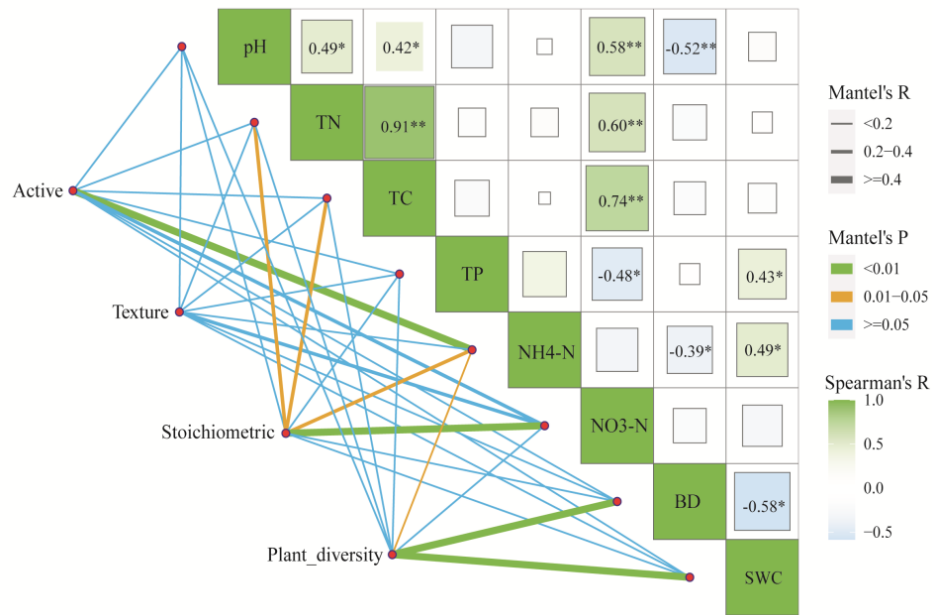 pH 0.49* 0.42* 0.58** -0.52**
TN 0.91** 0.60**
Active
TC 0.74**
TP -0.48* 0.43*
Texture
NH4-N -0.39* 0.49*
Stoichiometric
NO3-N
BD -0.58*
Plant_diversity
SWC
Mantel's R
<0.2
0.2−0.4
>=0.4
Mantel's P
<0.01
0.01−0.05
>=0.05
Spearman's R
1.0
0.5
0.0
−0.5